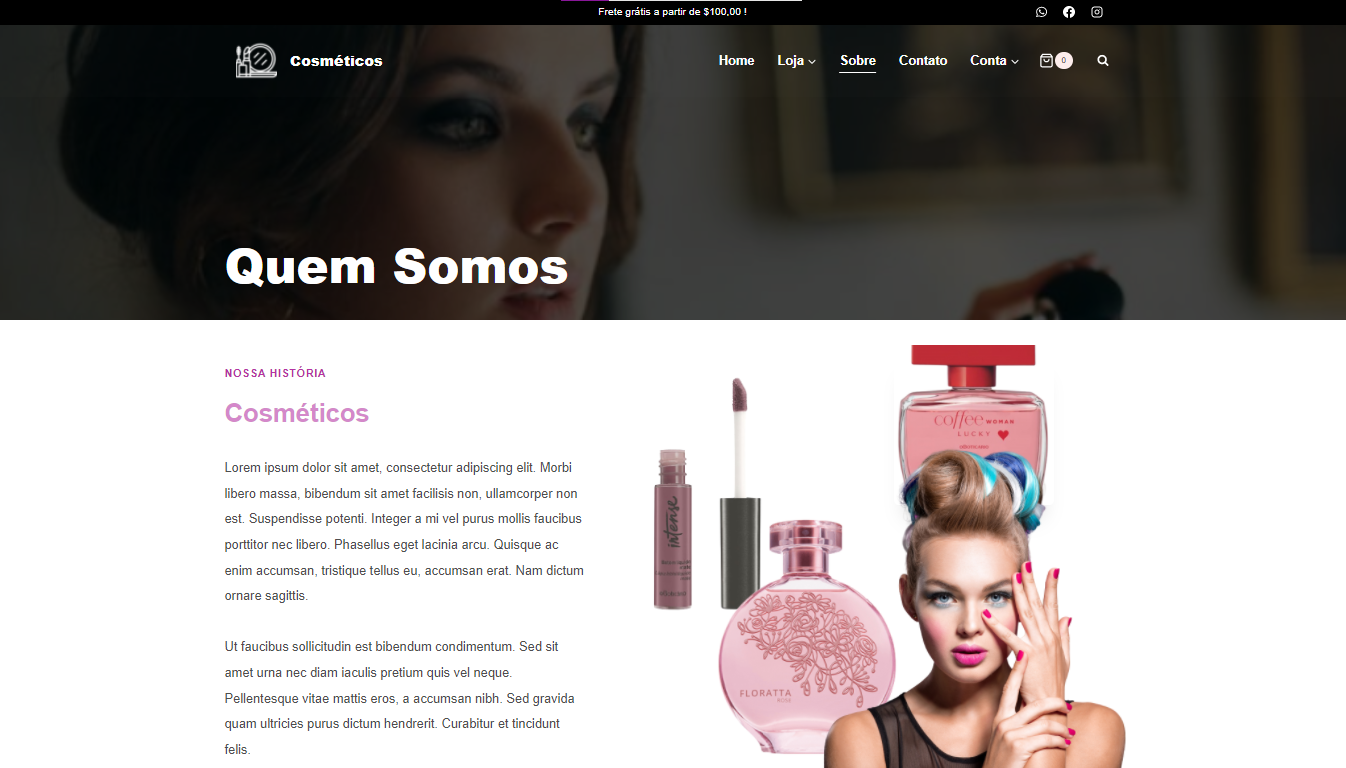 Frete grátis a partir de $100,00 !
Cosméticos
Home Loja Sobre Contato Conta 0
Quem Somos
NOSSA HISTÓRIA
Cosméticos
Lorem ipsum dolor sit amet, consectetur adipiscing elit. Morbi
libero massa, bibendum sit amet facilisis non, ullamcorper non
est. Suspendisse potenti. Integer a mi vel purus mollis faucibus
porttitor nec libero. Phasellus eget lacinia arcu. Quisque ac
enim accumsan, tristique tellus eu, accumsan erat. Nam dictum
ornare sagittis.
Ut faucibus sollicitudin est bibendum condimentum. Sed sit
amet urna nec diam iaculis pretium quis vel neque.
Pellentesque vitae mattis eros, a accumsan nibh. Sed gravida
quam ultricies purus dictum hendrerit. Curabitur et tincidunt
felis.
coffee WOMAN
LUCKY
intense
FLORATTA
ROSE